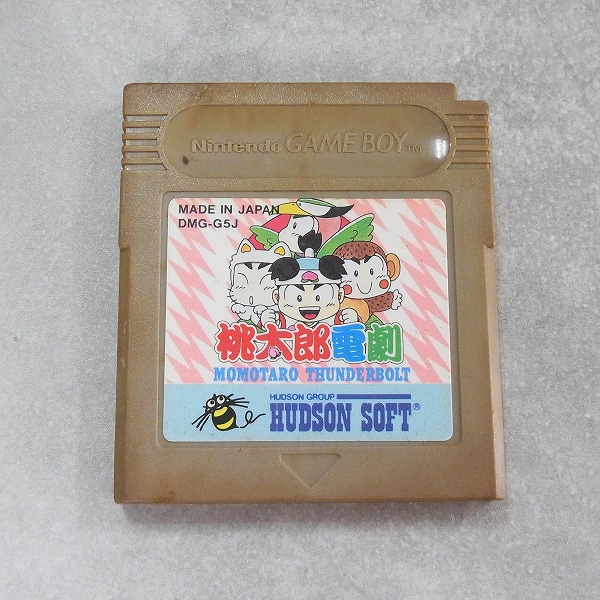 Nintendo GAME BOY TM
MADE IN JAPAN
DMG-G5J
桃太郎電劇
MOMOTARO THUNDERBOLT
HUDSON GROUP
HUDSON SOFT®